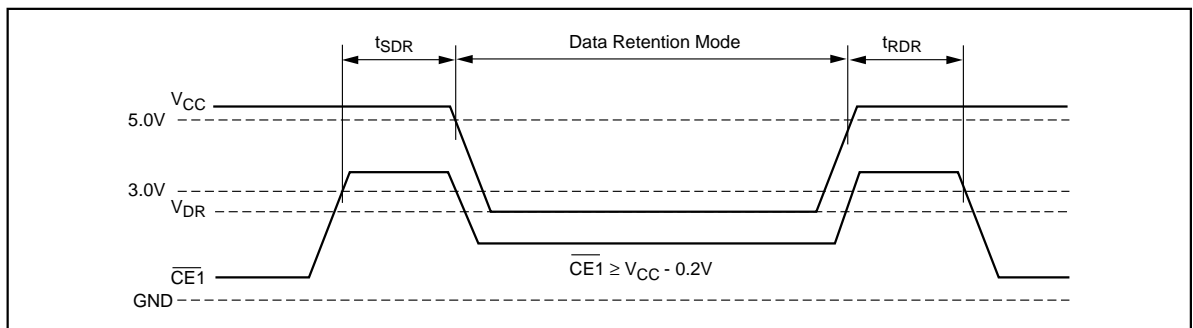 tSDR
Data Retention Mode
tRDR
VCC
5.0V
3.0V
VDR
CE1
CE1 ≥ VCC - 0.2V
GND